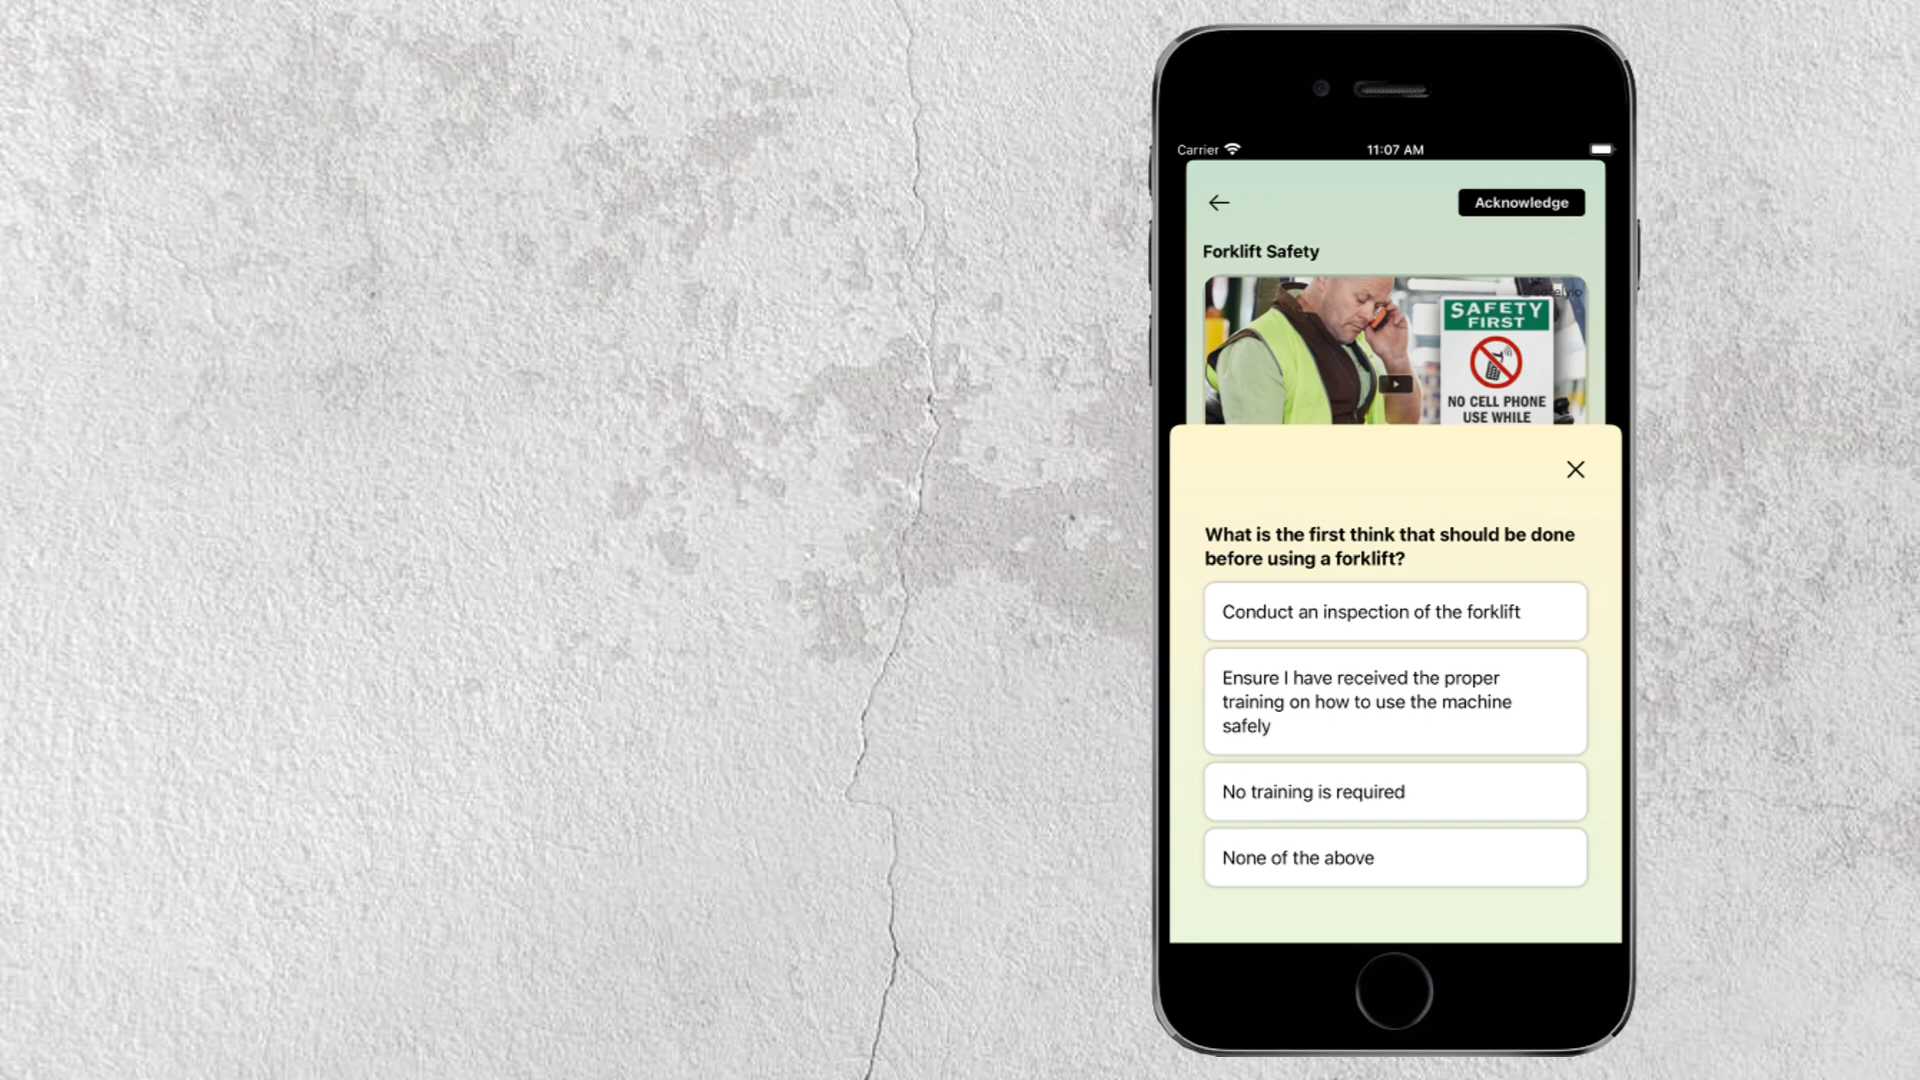 Carrier
11:07 AM
Acknowledge
Forklift Safety
SAFETY
FIRST
NO CELL PHONE
USE WHILE
What is the first think that should be done
before using a forklift?
Conduct an inspection of the forklift
Ensure I have received the proper
training on how to use the machine
safely
No training is required
None of the above